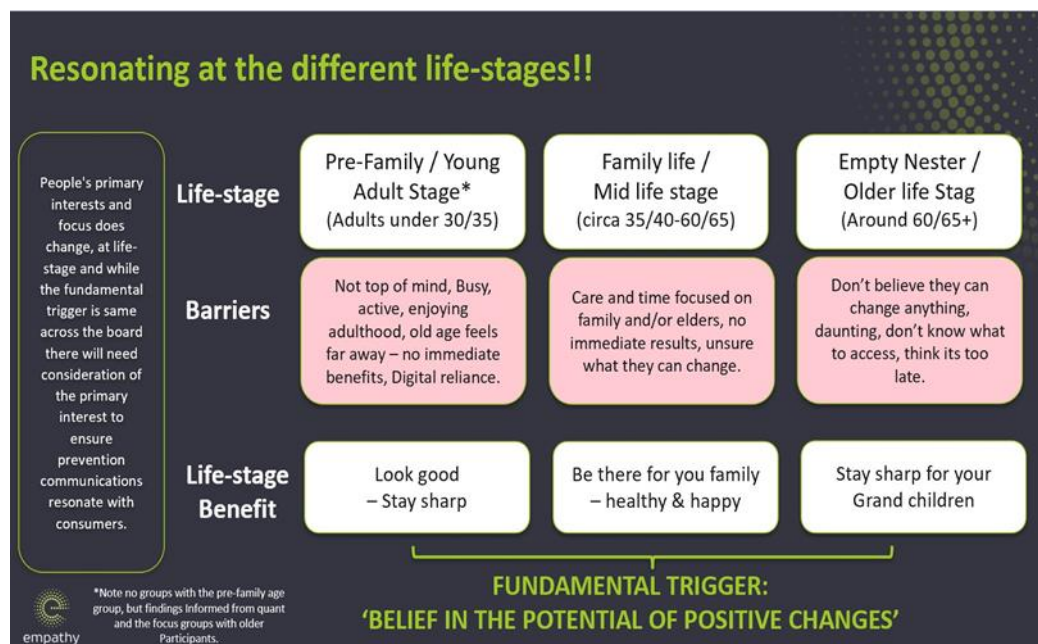 Resonating at the different life-stages!!
People's primary
interests and
focus does
change, at life-
stage and while
the fundamental
trigger is same
across the board
there will need
consideration of
the primary
interest to
ensure
prevention
communications
resonate with
consumers.
Life-stage
Pre-Family / Young
Adult Stage*
(Adults under 30/35)
Family life /
Mid life stage
(circa 35/40-60/65)
Empty Nester /
Older life Stag
(Around 60/65+)
Barriers
Not top of mind, Busy,
active, enjoying
adulthood, old age feels
far away – no immediate
benefits, Digital reliance.
Care and time focused on
family and/or elders, no
immediate results, unsure
what they can change.
Don't believe they can
change anything,
daunting, don't know what
to access, think its too
late.
Life-stage
Benefit
Look good
– Stay sharp
Be there for you family
– healthy & happy
Stay sharp for your
Grand children
FUNDAMENTAL TRIGGER:
'BELIEF IN THE POTENTIAL OF POSITIVE CHANGES'
*Note no groups with the pre-family age
group, but findings Informed from quant
and the focus groups with older
Participants.
e
empathy